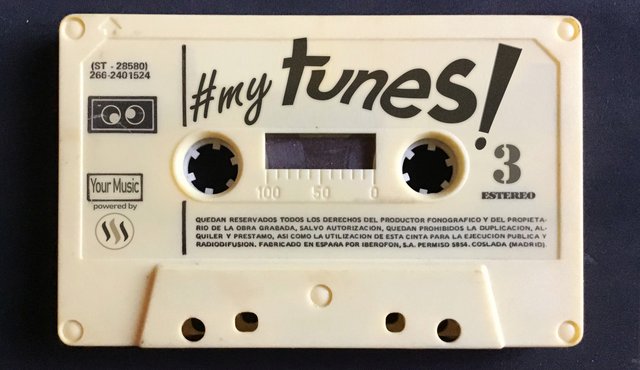 (ST - 28580)
266-2401524
#my tunes!
Your Music
powered by
100 50 0
3
ESTEREO
QUEDAN RESERVADOS TODOS LOS DERECHOS DEL PRODUCTOR FONOGRAFICO Y DEL PROPIETA-
RIO DE LA OBRA GRABADA, SALVO AUTORIZACION, QUEDAN PROHIBIDOS LA DUPLICACION, AL-
QUILER Y PRESTAMO, ASI COMO LA UTILIZACION DE ESTA CINTA PARA LA EJECUCION PUBLICA Y
RADIODIFUSION. FABRICADO EN ESPAÑA POR IBEROFON, S.A. PERMISO 5854. COSLADA (MADRID).